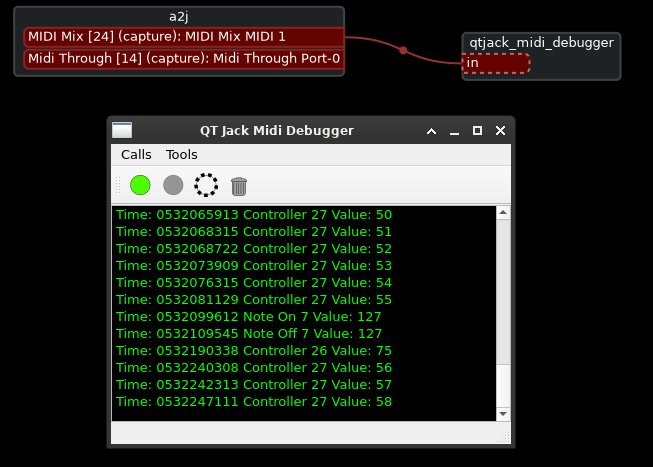 a2j
MIDI Mix [24] (capture): MIDI Mix MIDI 1
Midi Through [14] (capture): Midi Through Port-0
qtjack_midi_debugger
in
QT Jack Midi Debugger
Calls Tools
Time: 0532065913 Controller 27 Value: 50
Time: 0532068315 Controller 27 Value: 51
Time: 0532068722 Controller 27 Value: 52
Time: 0532073909 Controller 27 Value: 53
Time: 0532076315 Controller 27 Value: 54
Time: 0532081129 Controller 27 Value: 55
Time: 0532099612 Note On 7 Value: 127
Time: 0532109545 Note Off 7 Value: 127
Time: 0532190338 Controller 26 Value: 75
Time: 0532240308 Controller 27 Value: 56
Time: 0532242313 Controller 27 Value: 57
Time: 0532247111 Controller 27 Value: 58